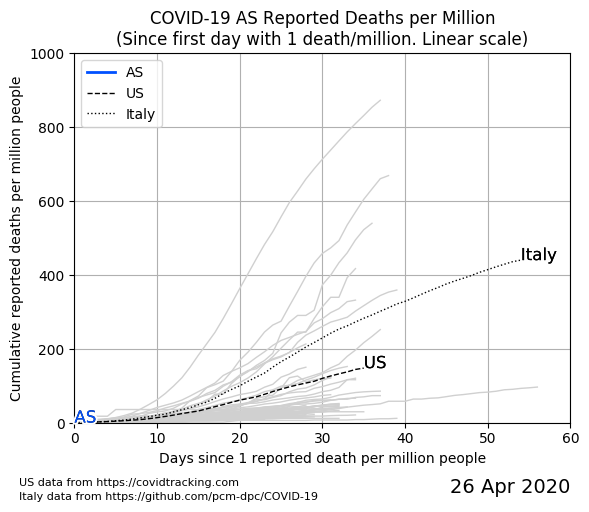 COVID-19 AS Reported Deaths per Million
(Since first day with 1 death/million. Linear scale)
Cumulative reported deaths per million people
1000
800
600
400
200
0
AS
US
Italy
Italy
US
AS
0 10 20 30 40 50 60
Days since 1 reported death per million people
US data from https://covidtracking.com
Italy data from https://github.com/pcm-dpc/COVID-19
26 Apr 2020